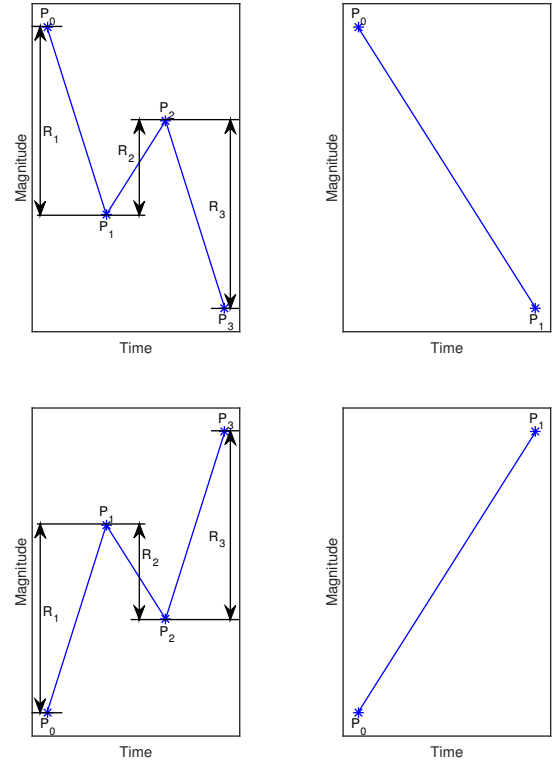 P₀
R₁
P₁
R₂
P₂
R₃
P₃
Magnitude
Time
P₀
P₁
Magnitude
Time
P₃
P₁
R₂
R₃
R₁
P₂
P₀
Magnitude
Time
P₁
P₀
Magnitude
Time